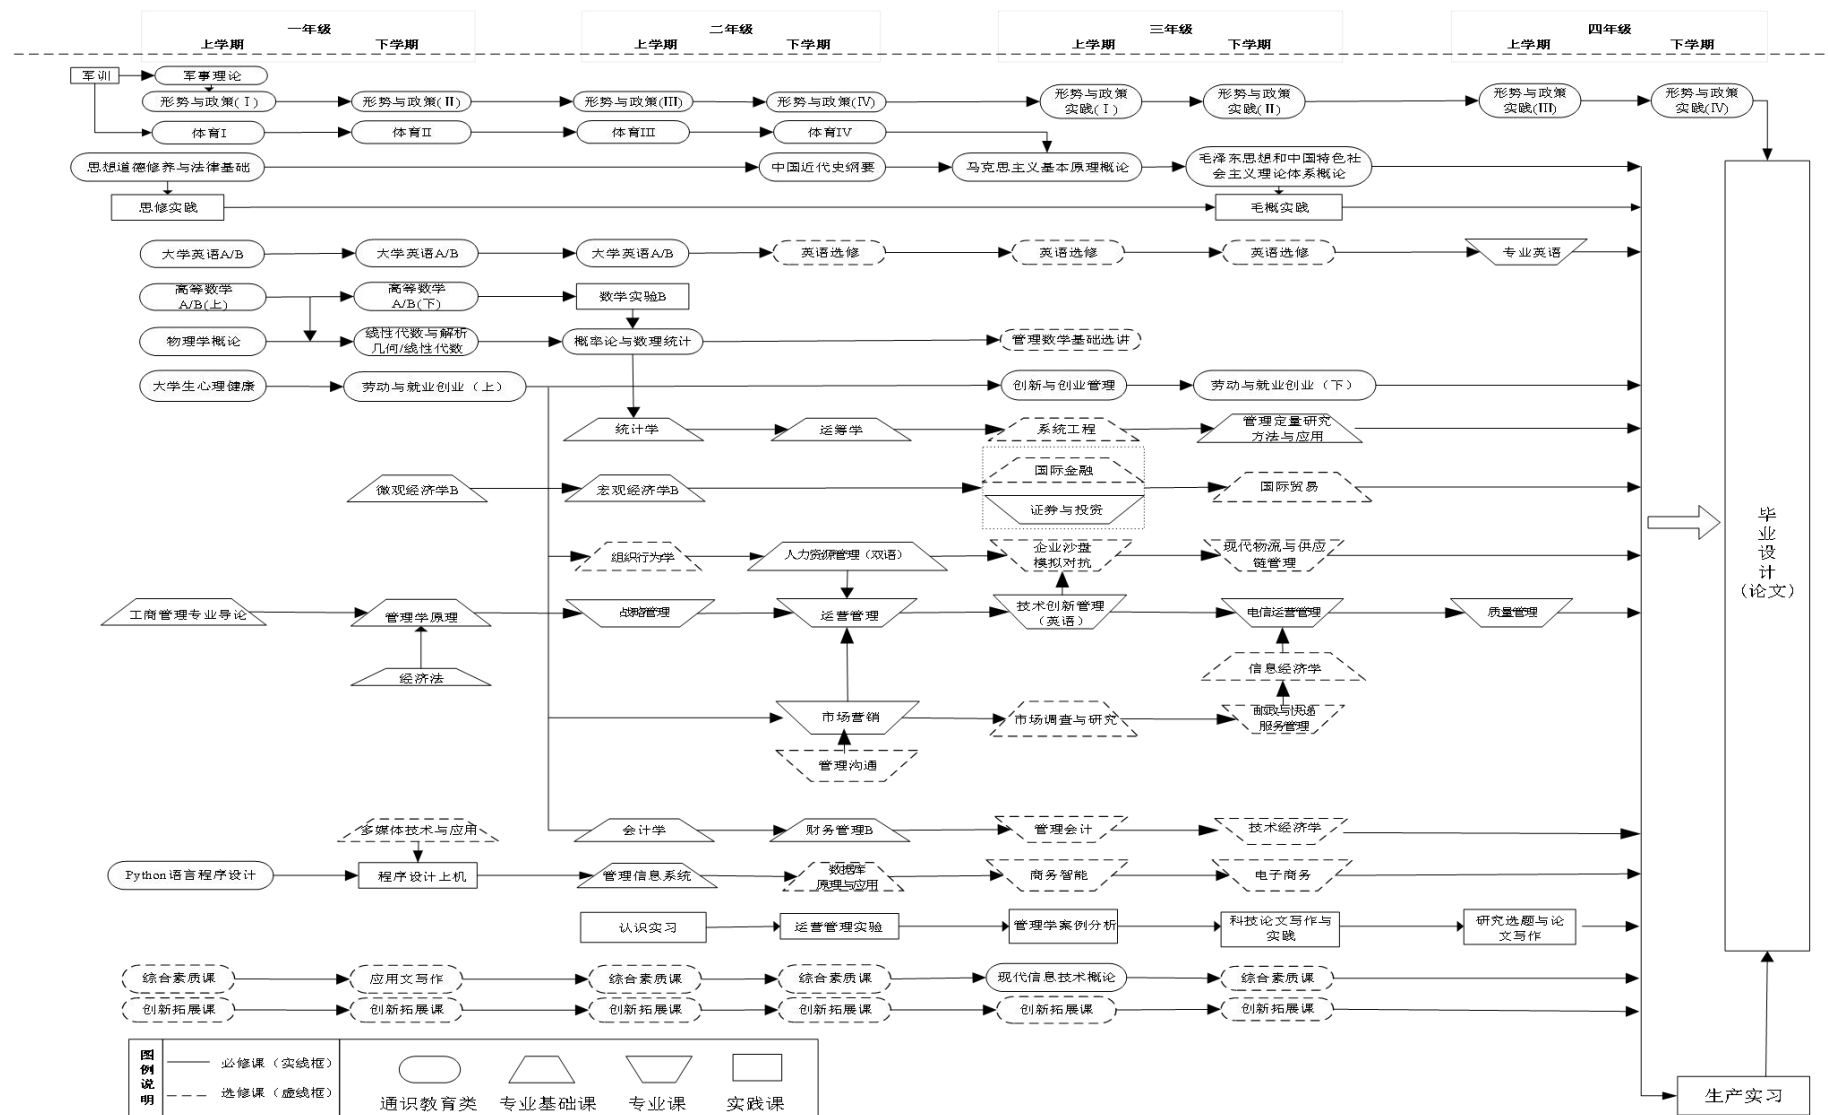 一年级
二年级
三年级
四年级
上学期
下学期
上学期
下学期
上学期
下学期
上学期
下学期
军训
军事理论
形势与政策(Ⅰ)
形势与政策(Ⅱ)
形势与政策(III)
形势与政策(IV)
形势与政策
实践(Ⅰ)
形势与政策
实践(Ⅱ)
形势与政策
实践(III)
形势与政策
实践(IV)
体育I
体育II
体育III
体育IV
思想道德修养与法律基础
中国近代史纲要
马克思主义基本原理概论
毛泽东思想和中国特色社
会主义理论体系概论
思修实践
毛概实践
大学英语A/B
大学英语A/B
大学英语A/B
英语选修
英语选修
英语选修
专业英语
高等数学
A/B(上)
高等数学
A/B(下)
数学实验B
物理学概论
线性代数与解析
几何/线性代数
概率论与数理统计
管理数学基础选讲
大学生心理健康
劳动与就业创业（上）
创新与创业管理
劳动与就业创业（下）
统计学
运筹学
系统工程
管理定量研究
方法与应用
微观经济学B
宏观经济学B
国际金融
证券与投资
国际贸易
组织行为学
人力资源管理（双语）
企业沙盘
模拟对抗
现代物流与供应
链管理
工商管理专业导论
管理学原理
战略管理
运营管理
技术创新管理
（英语）
电信运营管理
质量管理
经济法
信息经济学
市场营销
市场调查与研究
邮政与快递
服务管理
管理沟通
多媒体技术与应用
会计学
财务管理B
管理会计
技术经济学
Python语言程序设计
程序设计上机
管理信息系统
数据库
原理与应用
商务智能
电子商务
认识实习
运营管理实验
管理学案例分析
科技论文写作与
实践
研究选题与论
文写作
综合素质课
应用文写作
综合素质课
综合素质课
现代信息技术概论
综合素质课
创新拓展课
创新拓展课
创新拓展课
创新拓展课
创新拓展课
创新拓展课
毕
业
设
计
（论文）
生产实习
图
例
说
明
必修课（实线框）
选修课（虚线框）
通识教育类
专业基础课
专业课
实践课